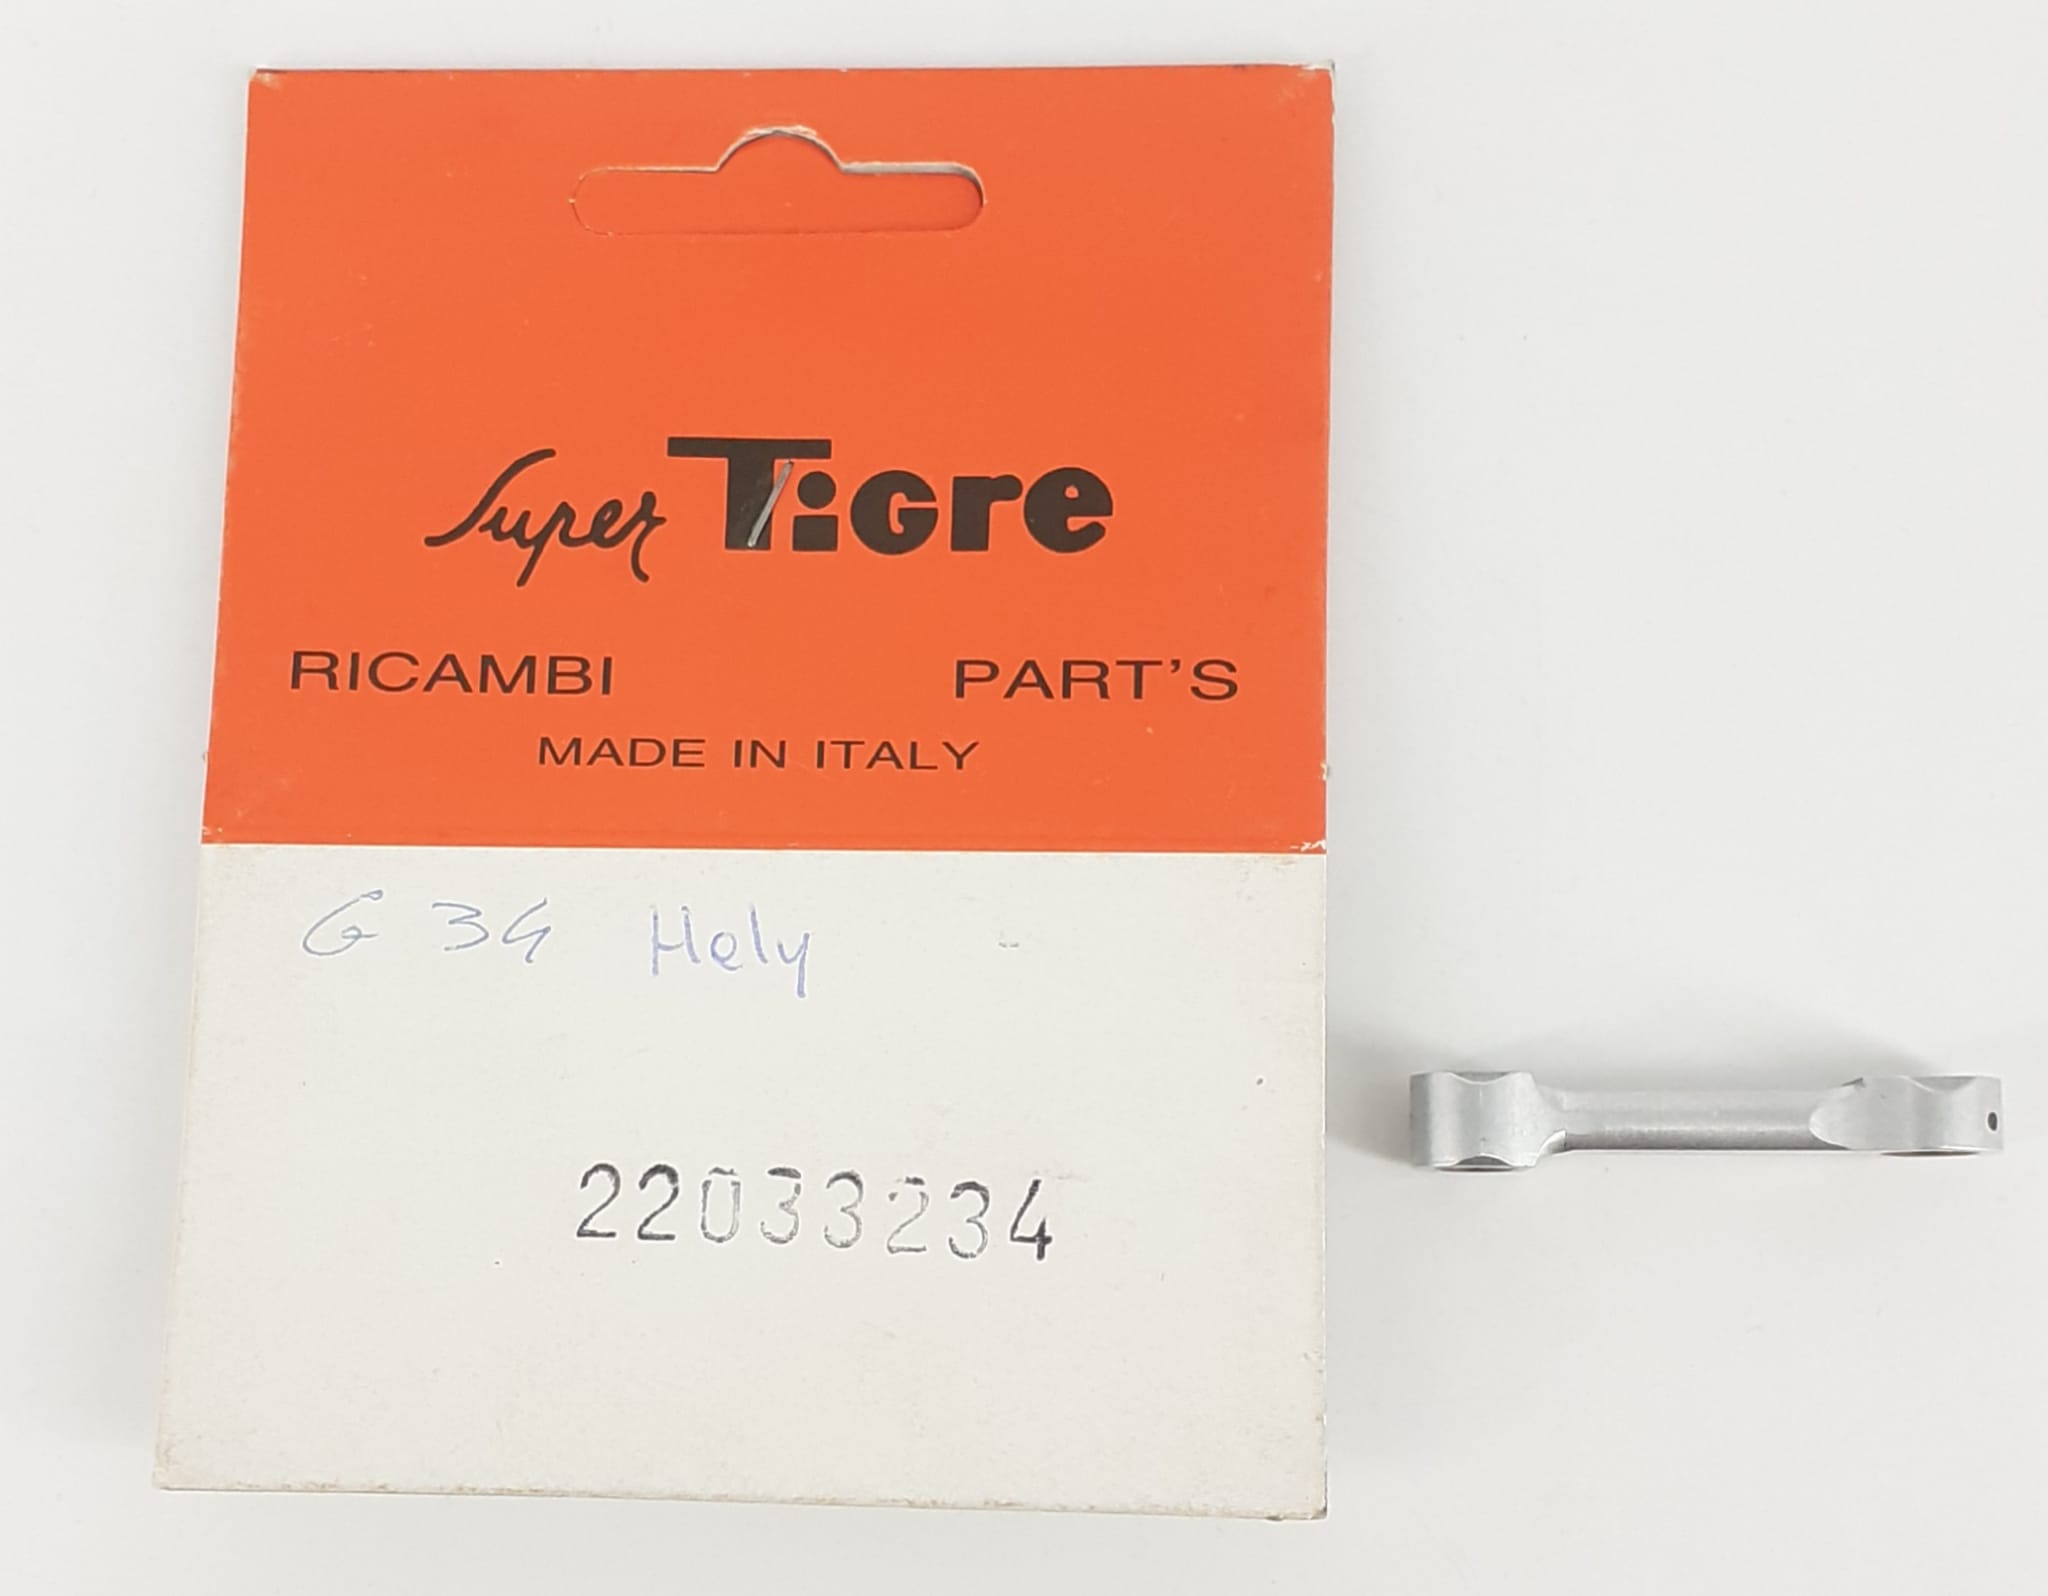 Super TiGre
RICAMBI PART'S
MADE IN ITALY
G 34 Hely
22033234